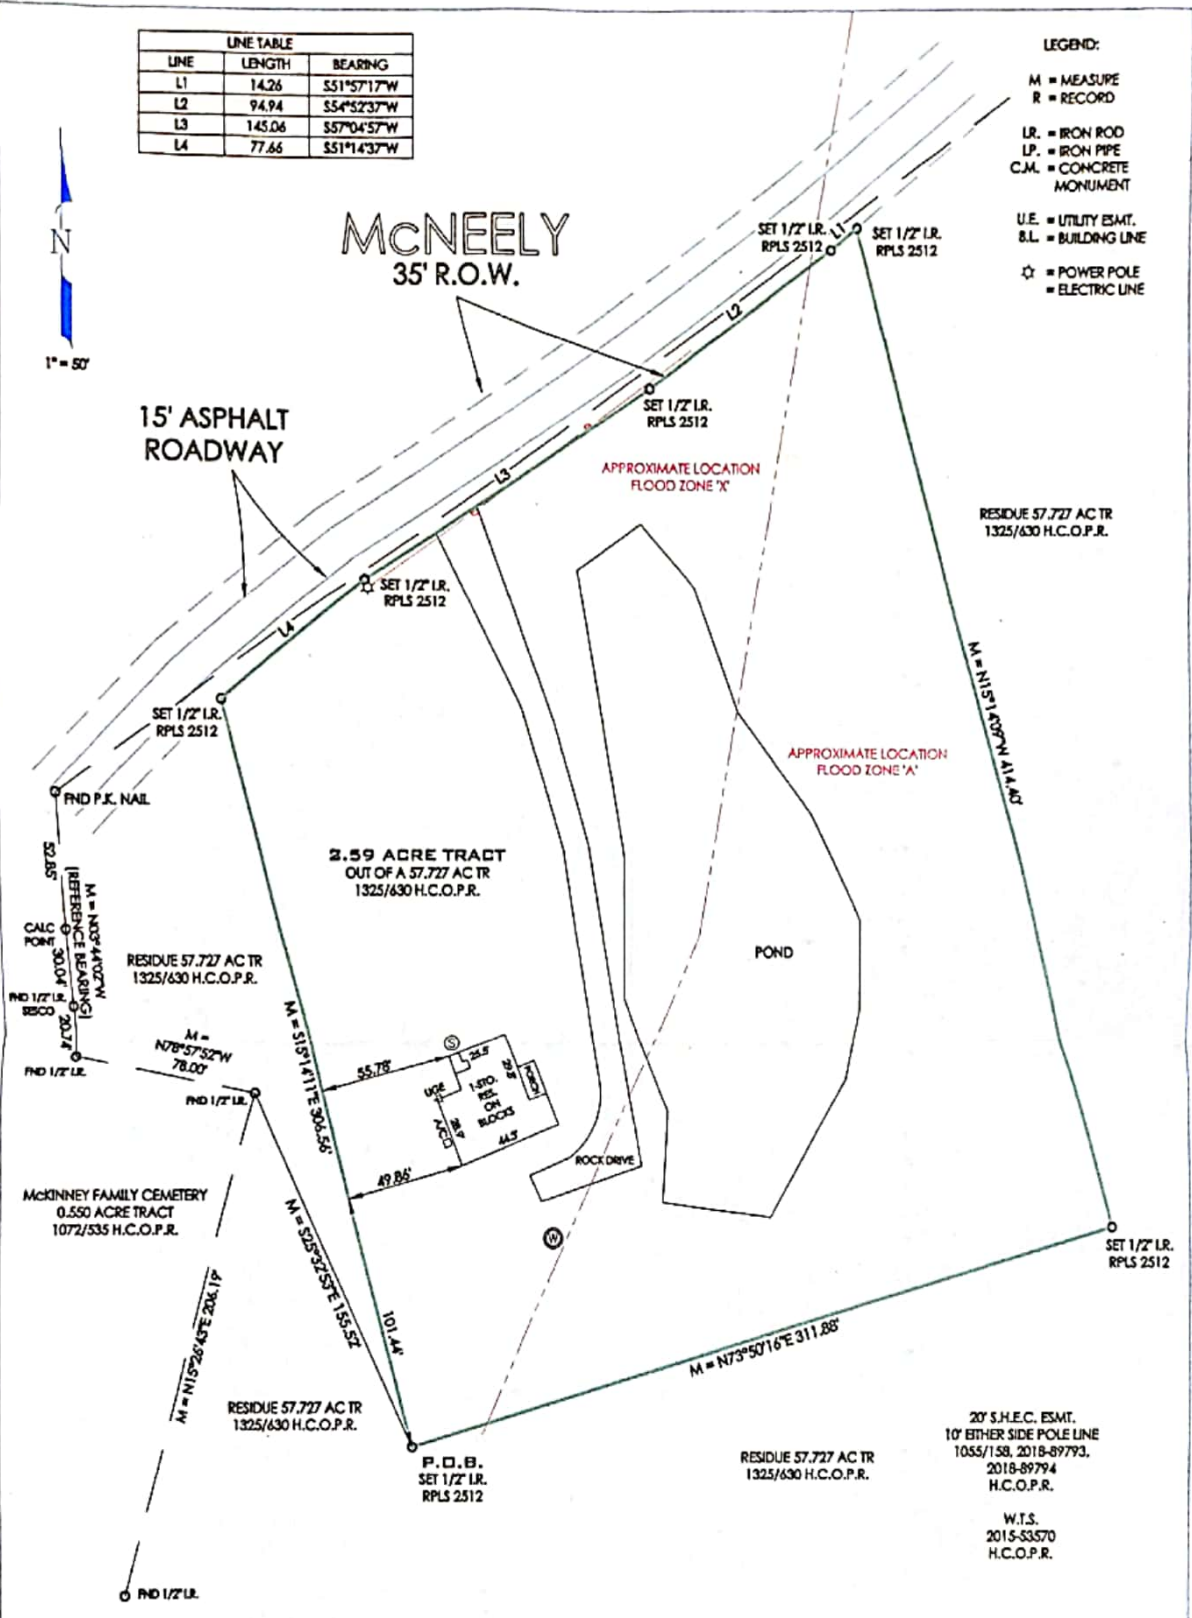 LINE TABLE
LINE LENGTH BEARING
L1 14.26 S51°57'17"W
L2 94.94 S54°52'37"W
L3 145.06 S57°04'57"W
L4 77.66 S51°14'37"W
LEGEND:
M = MEASURE
R = RECORD
I.R. = IRON ROD
I.P. = IRON PIPE
C.M. = CONCRETE
MONUMENT
U.E. = UTILITY ESMT.
B.L. = BUILDING LINE
= POWER POLE
= ELECTRIC LINE
N
1" = 50'
McNEELY
35' R.O.W.
15' ASPHALT
ROADWAY
SET 1/2" I.R.
RPLS 2512
L1
SET 1/2" I.R.
RPLS 2512
L2
SET 1/2" I.R.
RPLS 2512
L3
APPROXIMATE LOCATION
FLOOD ZONE 'X'
RESIDUE 57.727 AC TR
1325/630 H.C.O.P.R.
SET 1/2" I.R.
RPLS 2512
L4
SET 1/2" I.R.
RPLS 2512
M = N15°14'09"W 414.40'
APPROXIMATE LOCATION
FLOOD ZONE 'A'
FND P.K. NAIL
2.59 ACRE TRACT
OUT OF A 57.727 AC TR
1325/630 H.C.O.P.R.
52.85'
M = N03°44'02"W
(REFERENCE BEARING)
CALC
POINT
30.04'
POND
RESIDUE 57.727 AC TR
1325/630 H.C.O.P.R.
FND 1/2" I.R.
SESCO
20.74'
FND 1/2" I.R.
M =
N78°57'52"W
78.00'
FND 1/2" I.R.
M = S15°14'11"E 306.56'
55.78'
S
25.5'
29.8'
PORCH
UGE
1-STO.
RES.
ON
BLOCKS
A/C
28.9'
44.3'
49.86'
ROCK DRIVE
W
McKINNEY FAMILY CEMETERY
0.550 ACRE TRACT
1072/535 H.C.O.P.R.
M = S25°32'53"E 155.52'
M = N15°26'43"E 206.19'
101.44'
SET 1/2" I.R.
RPLS 2512
M = N73°50'16"E 311.88'
RESIDUE 57.727 AC TR
1325/630 H.C.O.P.R.
P.O.B.
SET 1/2" I.R.
RPLS 2512
RESIDUE 57.727 AC TR
1325/630 H.C.O.P.R.
20' S.H.E.C. ESMT.
10' EITHER SIDE POLE LINE
1055/158, 2018-89793,
2018-89794
H.C.O.P.R.
W.T.S.
2015-53570
H.C.O.P.R.
FND 1/2" I.R.